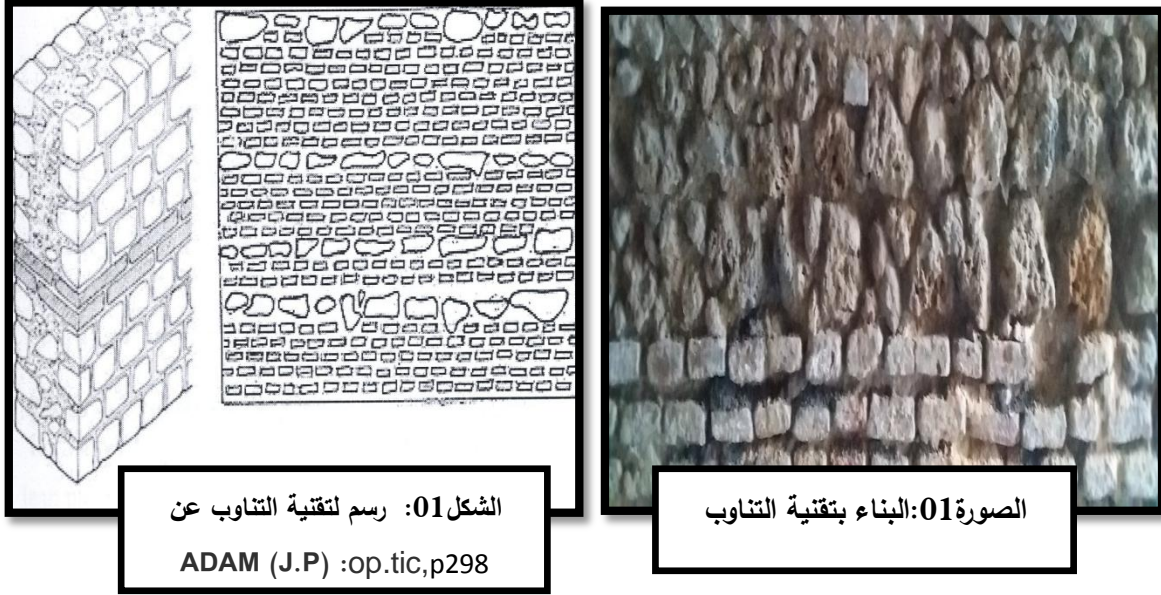 الصورة01:البناء بتقنية التناوب
الشكل01: رسم لتقنية التناوب عن
ADAM (J.P) :op.tic,p298